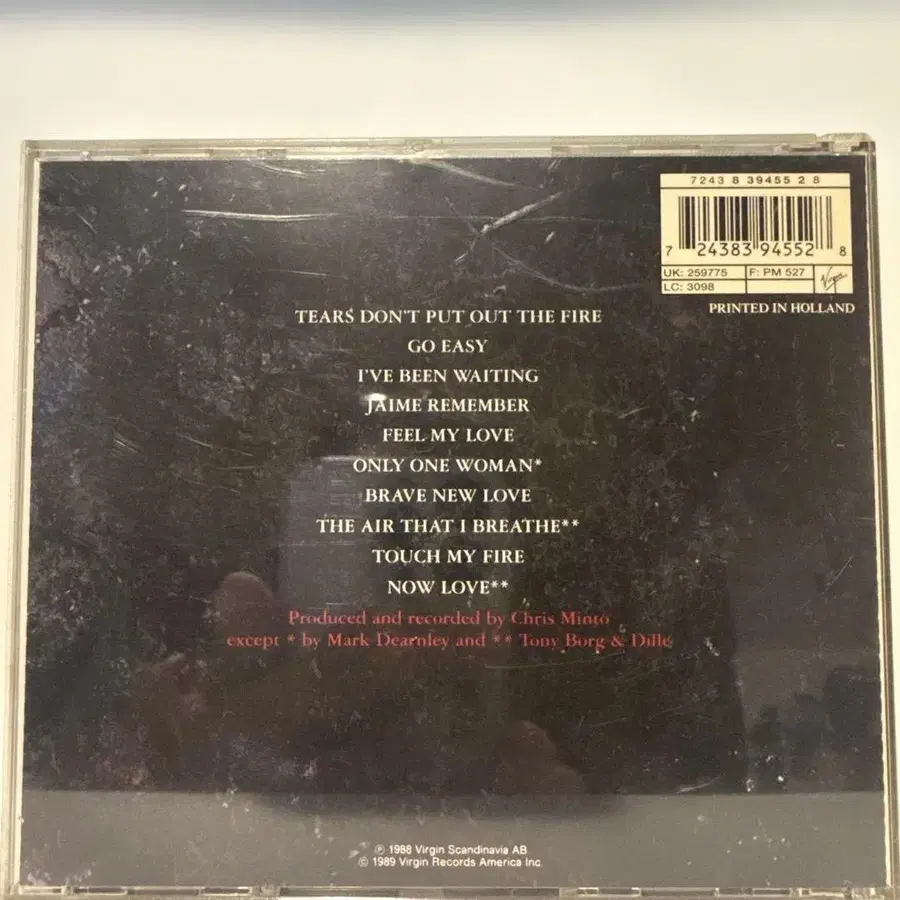 7243 8 39455 2 8
7 24383 94552 8
UK: 259775 F: PM 527
LC: 3098
Virgin
PRINTED IN HOLLAND
TEARS DON'T PUT OUT THE FIRE
GO EASY
I'VE BEEN WAITING
JAIME REMEMBER
FEEL MY LOVE
ONLY ONE WOMAN*
BRAVE NEW LOVE
THE AIR THAT I BREATHE**
TOUCH MY FIRE
NOW LOVE**
Produced and recorded by Chris Minto
except * by Mark Dearnley and ** Tony Borg & Dille
℗ 1988 Virgin Scandinavia AB
© 1989 Virgin Records America Inc.